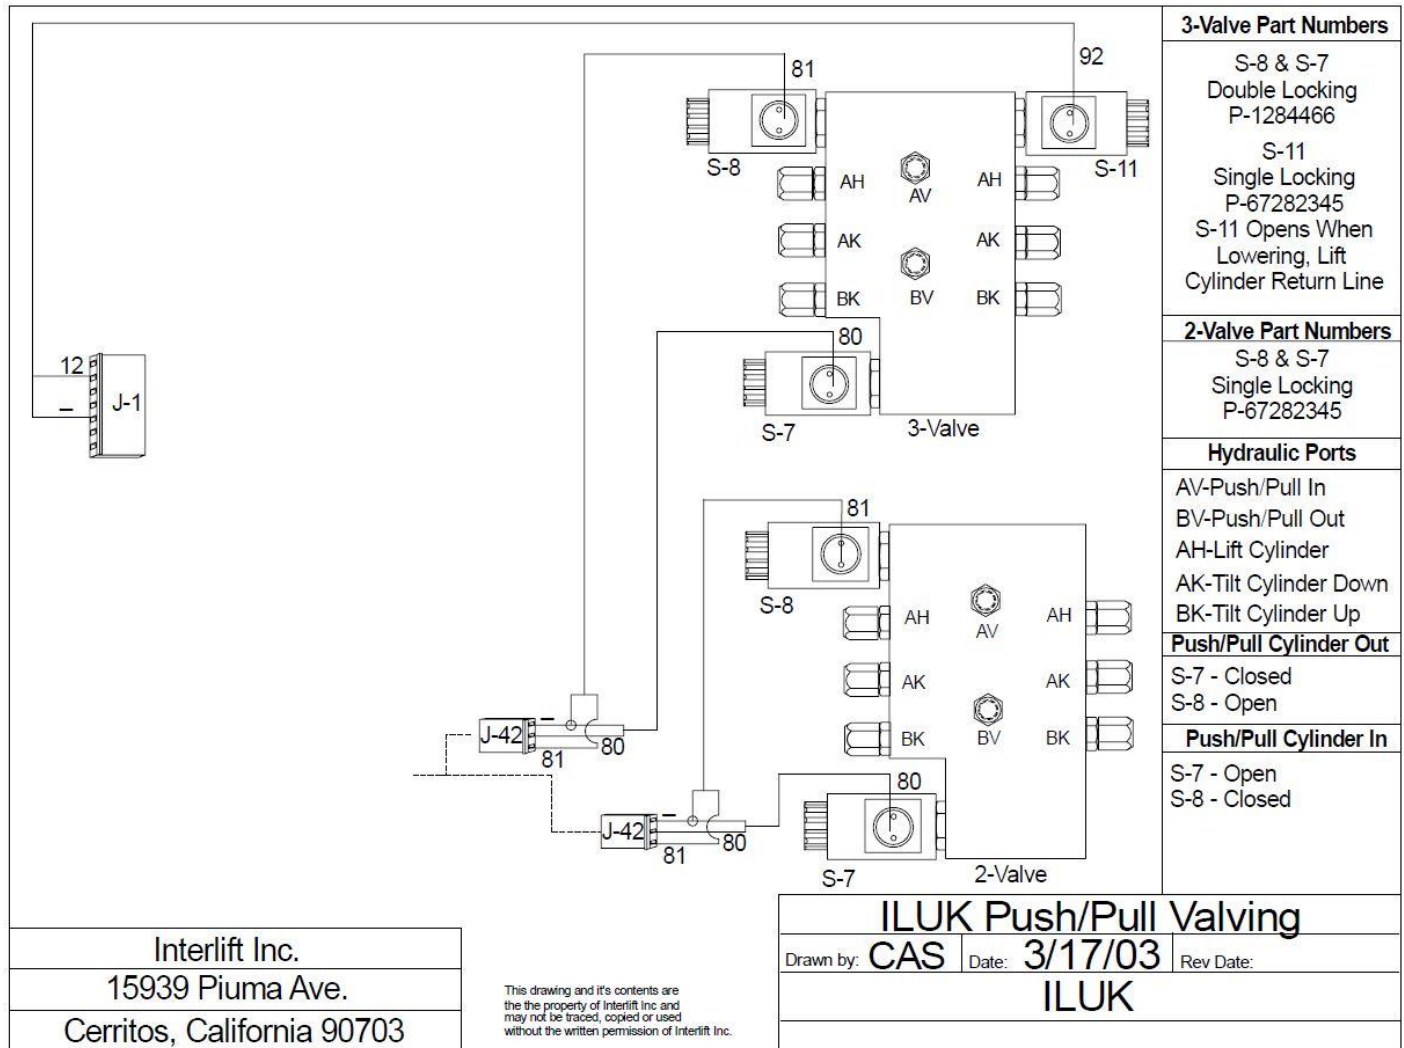 92
81
S-8
S-11
AH
AV
AH
AK
AK
BK
BV
BK
80
S-7
3-Valve
12
–
J-1
81
S-8
AH
AV
AH
AK
AK
BK
BV
BK
80
S-7
2-Valve
J-42
–
81
80
J-42
–
81
80
3-Valve Part Numbers
S-8 & S-7
Double Locking
P-1284466
S-11
Single Locking
P-67282345
S-11 Opens When
Lowering, Lift
Cylinder Return Line
2-Valve Part Numbers
S-8 & S-7
Single Locking
P-67282345
Hydraulic Ports
AV-Push/Pull In
BV-Push/Pull Out
AH-Lift Cylinder
AK-Tilt Cylinder Down
BK-Tilt Cylinder Up
Push/Pull Cylinder Out
S-7 - Closed
S-8 - Open
Push/Pull Cylinder In
S-7 - Open
S-8 - Closed
Interlift Inc.
15939 Piuma Ave.
Cerritos, California 90703
This drawing and it's contents are
the the property of Interlift Inc and
may not be traced, copied or used
without the written permission of Interlift Inc.
ILUK Push/Pull Valving
Drawn by: CAS Date: 3/17/03 Rev Date:
ILUK